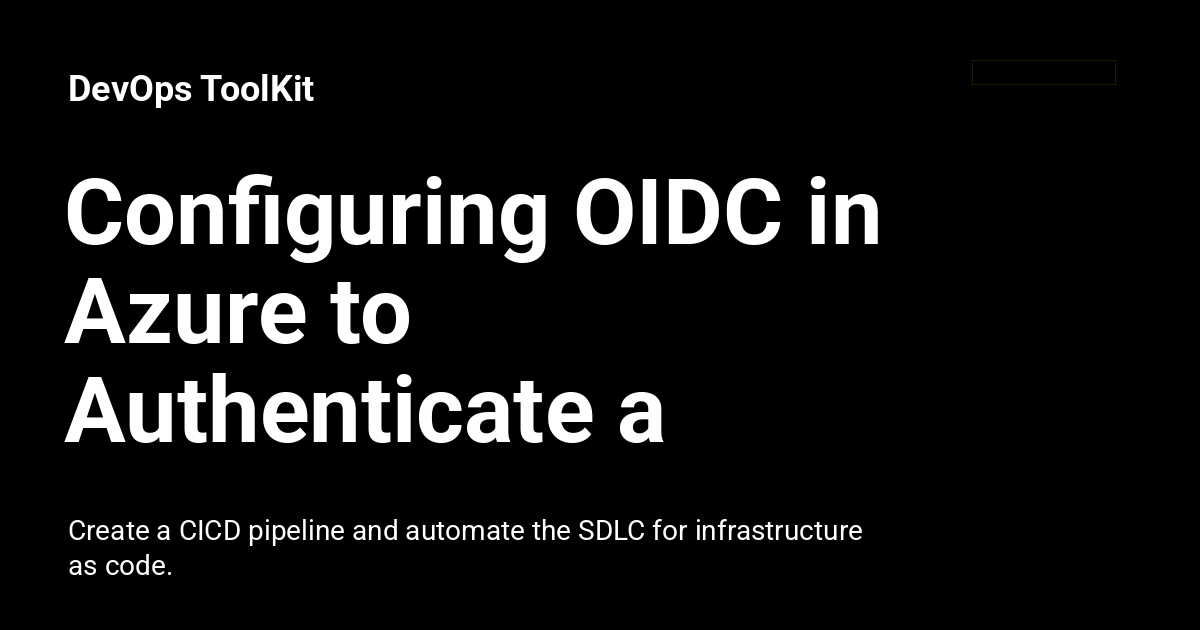 DevOps ToolKit
Configuring OIDC in
Azure to
Authenticate a
Create a CICD pipeline and automate the SDLC for infrastructure
as code.